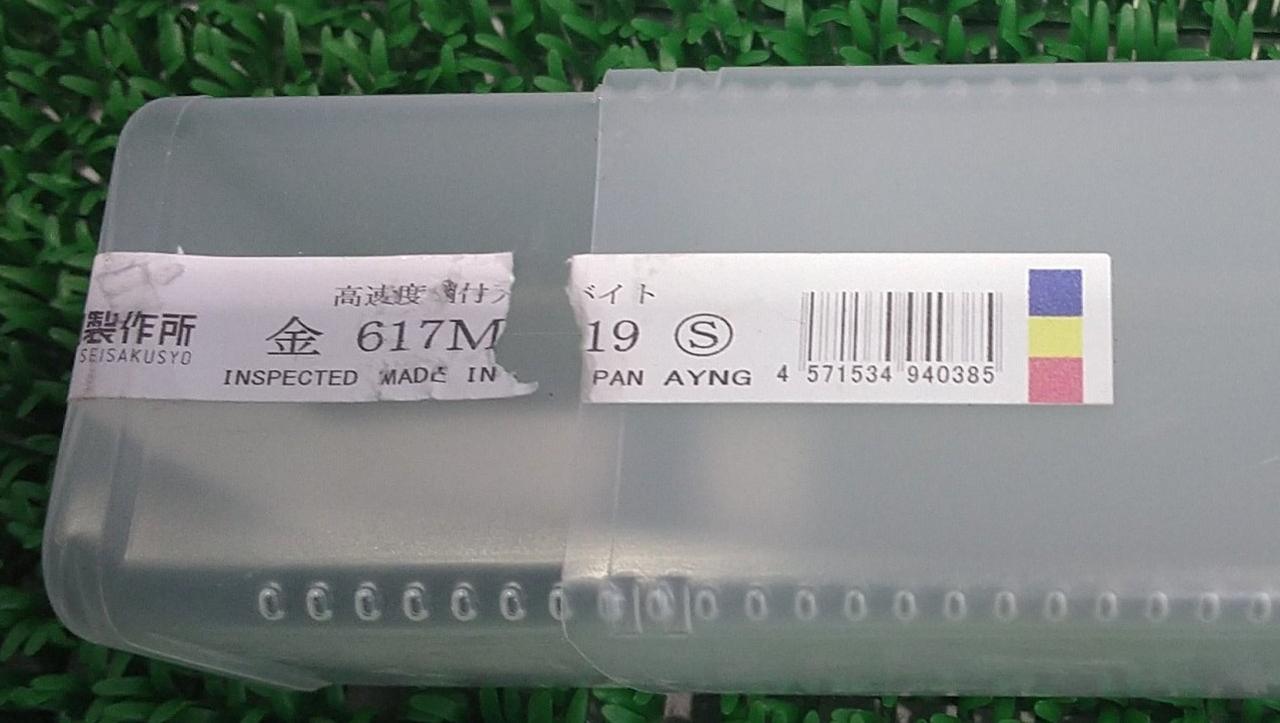 製作所
SEISAKUSYO
高速度 付 バイト
金 617M 19 Ⓢ
INSPECTED MADE IN PAN AYNG
4 571534 940385